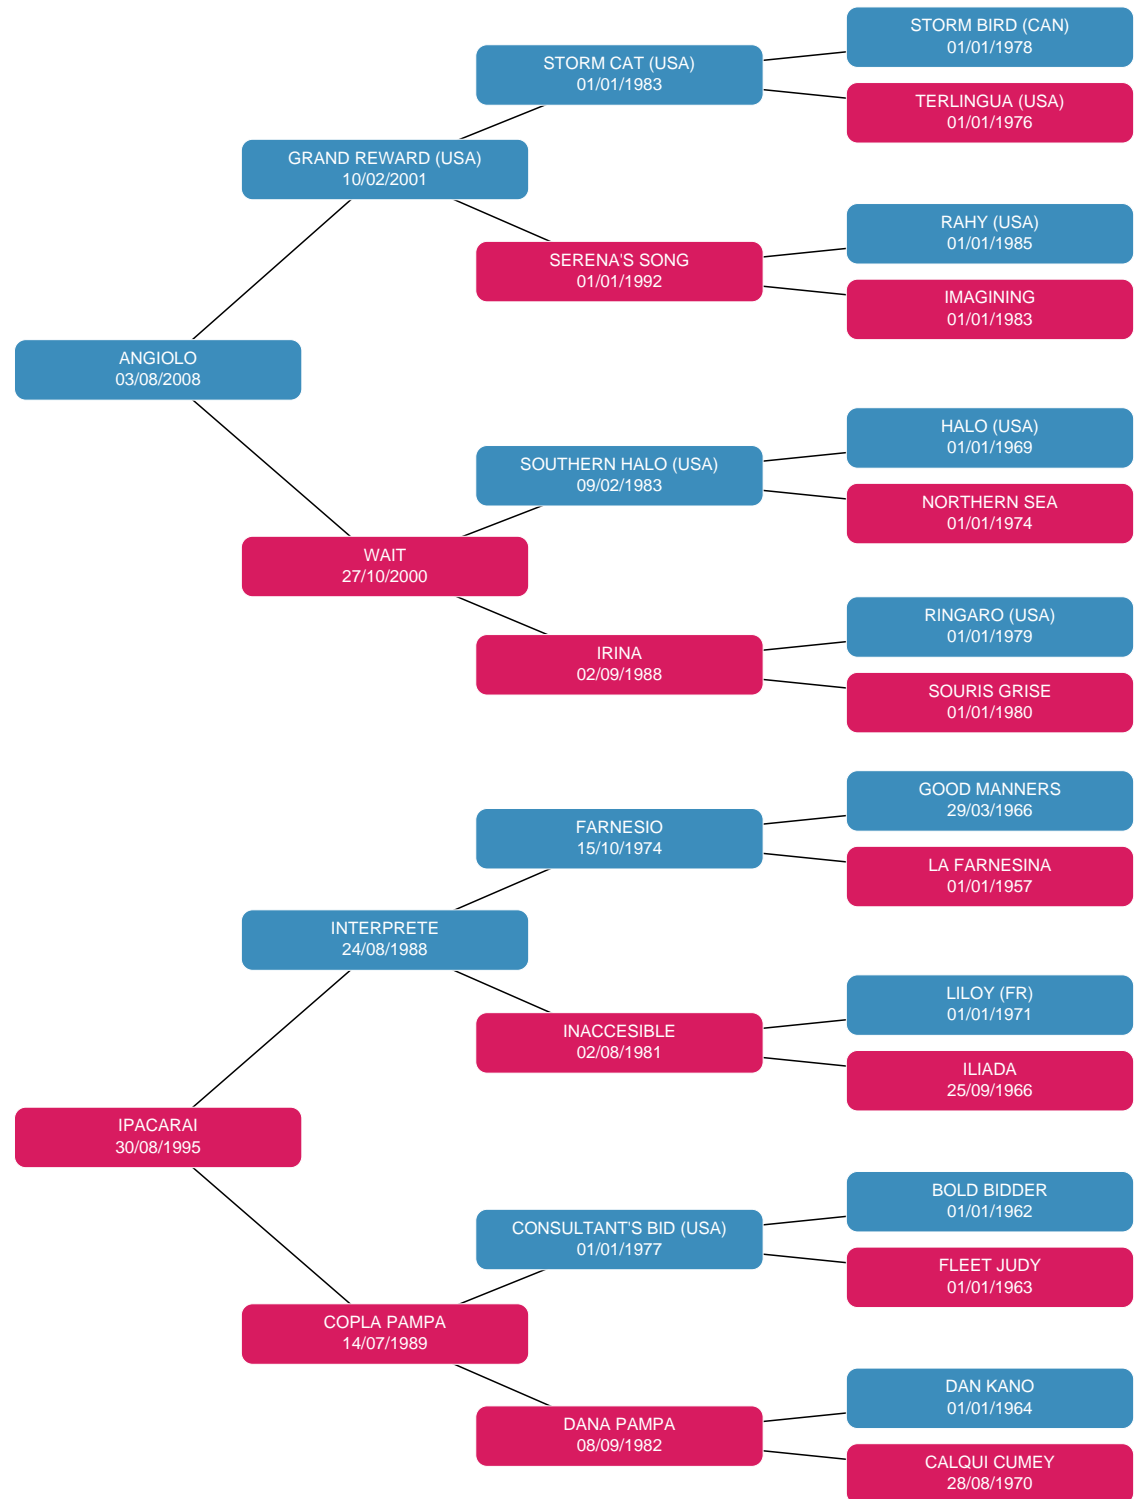 STORM BIRD (CAN)
01/01/1978
STORM CAT (USA)
01/01/1983
TERLINGUA (USA)
01/01/1976
GRAND REWARD (USA)
10/02/2001
RAHY (USA)
01/01/1985
SERENA'S SONG
01/01/1992
IMAGINING
01/01/1983
ANGIOLO
03/08/2008
HALO (USA)
01/01/1969
SOUTHERN HALO (USA)
09/02/1983
NORTHERN SEA
01/01/1974
WAIT
27/10/2000
RINGARO (USA)
01/01/1979
IRINA
02/09/1988
SOURIS GRISE
01/01/1980
GOOD MANNERS
29/03/1966
FARNESIO
15/10/1974
LA FARNESINA
01/01/1957
INTERPRETE
24/08/1988
LILOY (FR)
01/01/1971
INACCESIBLE
02/08/1981
ILIADA
25/09/1966
IPACARAI
30/08/1995
BOLD BIDDER
01/01/1962
CONSULTANT'S BID (USA)
01/01/1977
FLEET JUDY
01/01/1963
COPLA PAMPA
14/07/1989
DAN KANO
01/01/1964
DANA PAMPA
08/09/1982
CALQUI CUMEY
28/08/1970